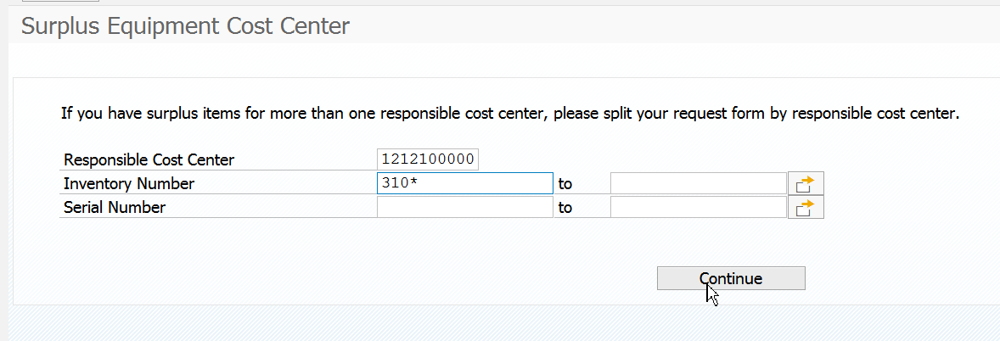 Surplus Equipment Cost Center
If you have surplus items for more than one responsible cost center, please split your request form by responsible cost center.
Responsible Cost Center 1212100000
Inventory Number 310* to
Serial Number to
Continue